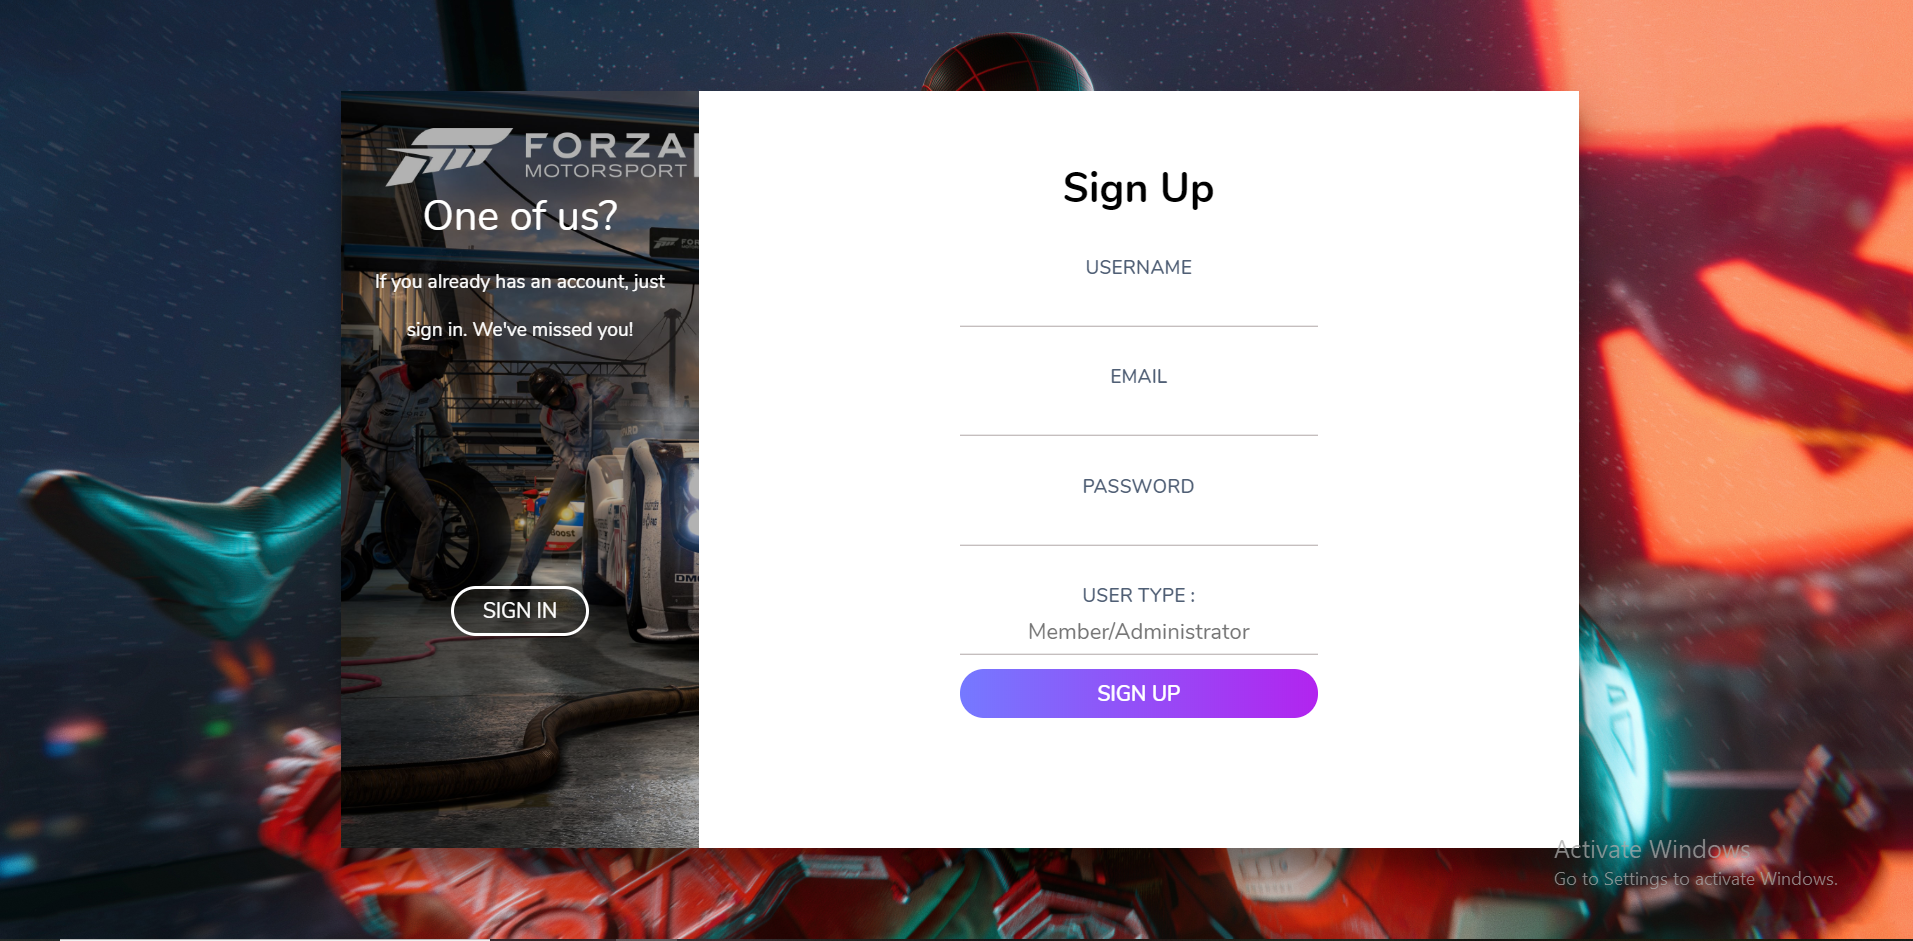 FORZA
MOTORSPORT
One of us?
FOR
If you already has an account, just
sign in. We've missed you!
SIGN IN
Sign Up
USERNAME
EMAIL
PASSWORD
USER TYPE :
Member/Administrator
SIGN UP
Activate Windows
Go to Settings to activate Windows.